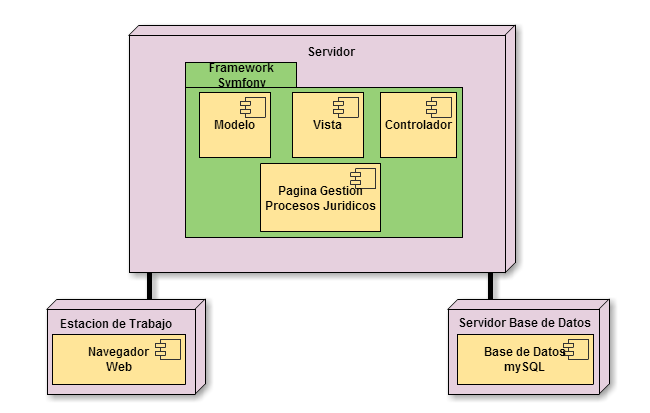 Servidor
Framework
Symfony
Modelo
Vista
Controlador
Pagina Gestion
Procesos Juridicos
Estacion de Trabajo
Navegador
Web
Servidor Base de Datos
Base de Datos
mySQL